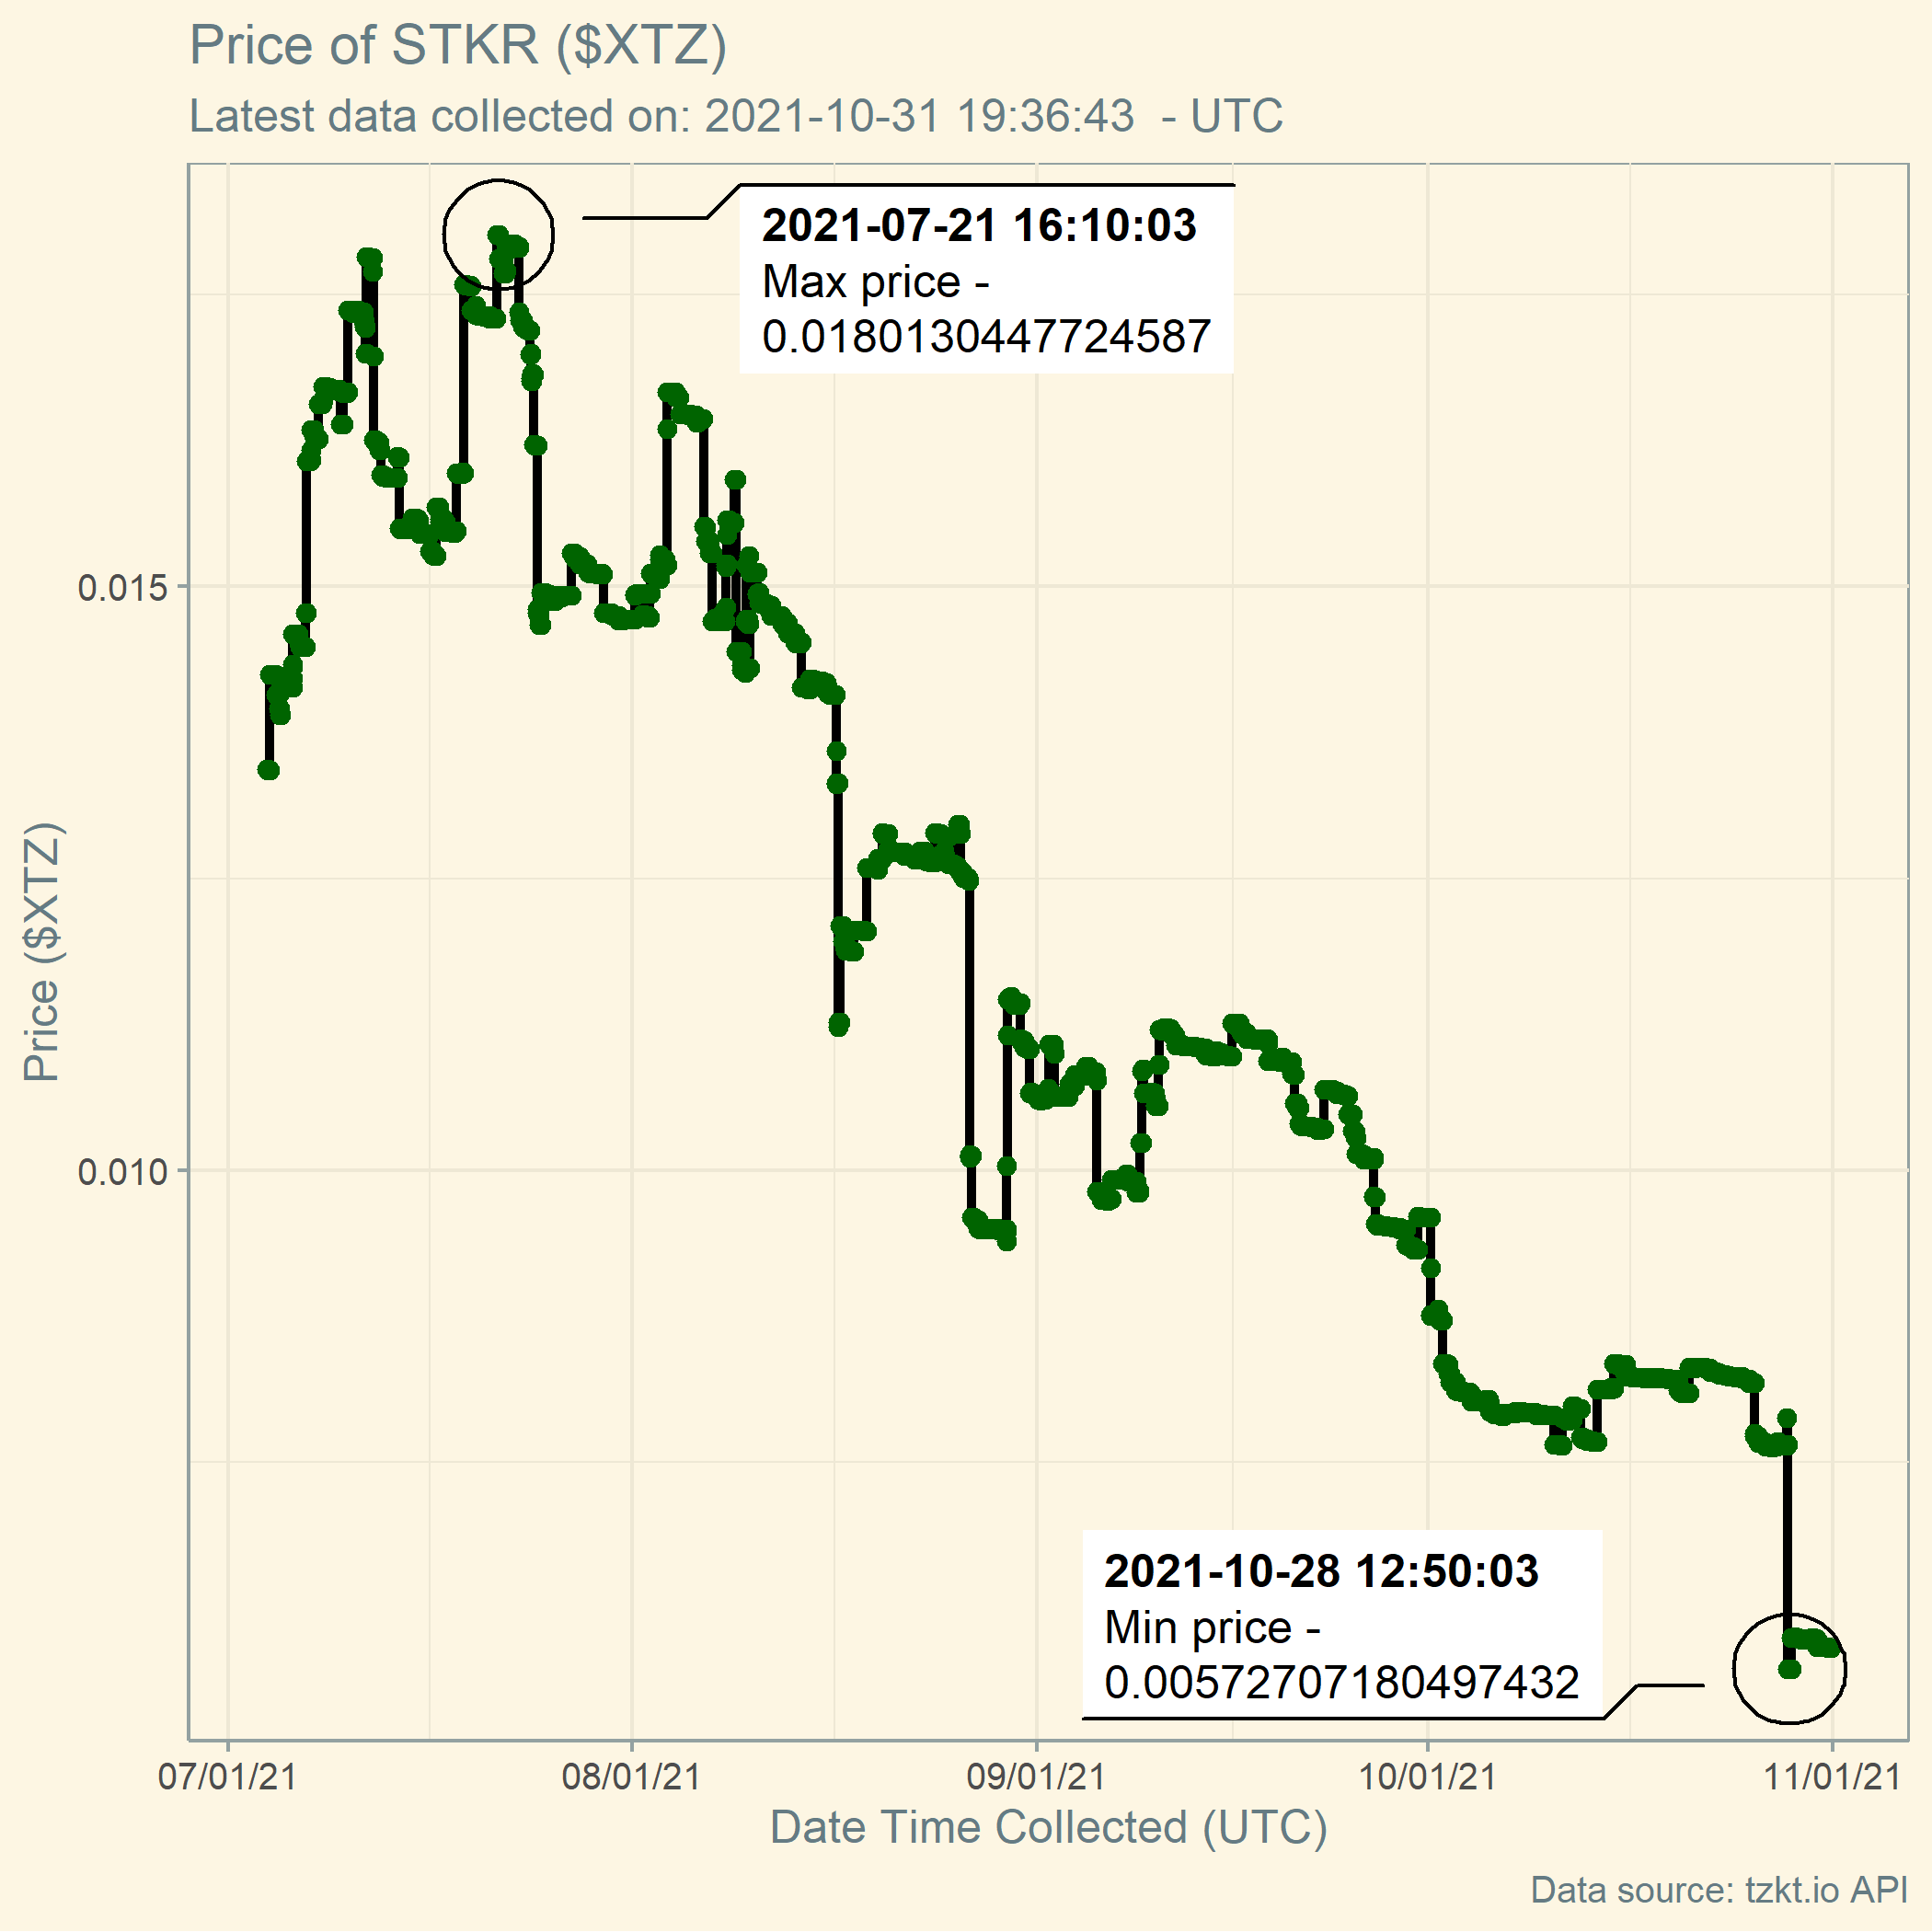 Price of STKR ($XTZ)
Latest data collected on: 2021-10-31 19:36:43  - UTC
2021-07-21 16:10:03
Max price -
0.0180130447724587
0.015
Price ($XTZ)
0.010
2021-10-28 12:50:03
Min price -
0.00572707180497432
07/01/21 08/01/21 09/01/21 10/01/21 11/01/21
Date Time Collected (UTC)
Data source: tzkt.io API